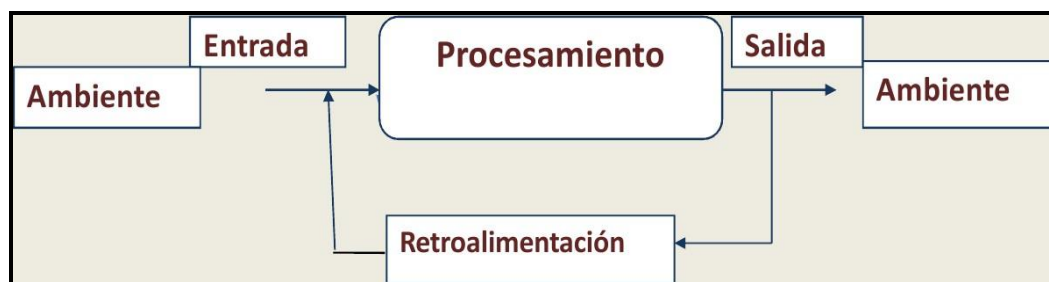 Entrada
Procesamiento
Salida
Ambiente
Ambiente
Retroalimentación